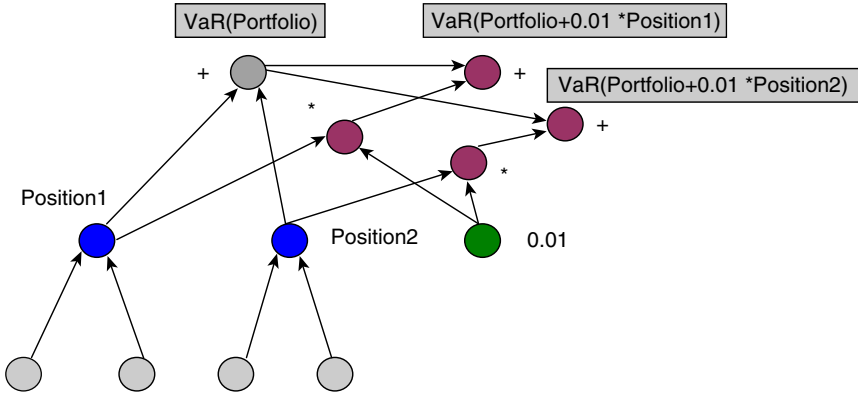 VaR(Portfolio)
VaR(Portfolio+0.01 *Position1)
+
+
VaR(Portfolio+0.01 *Position2)
*
+
*
Position1
Position2
0.01